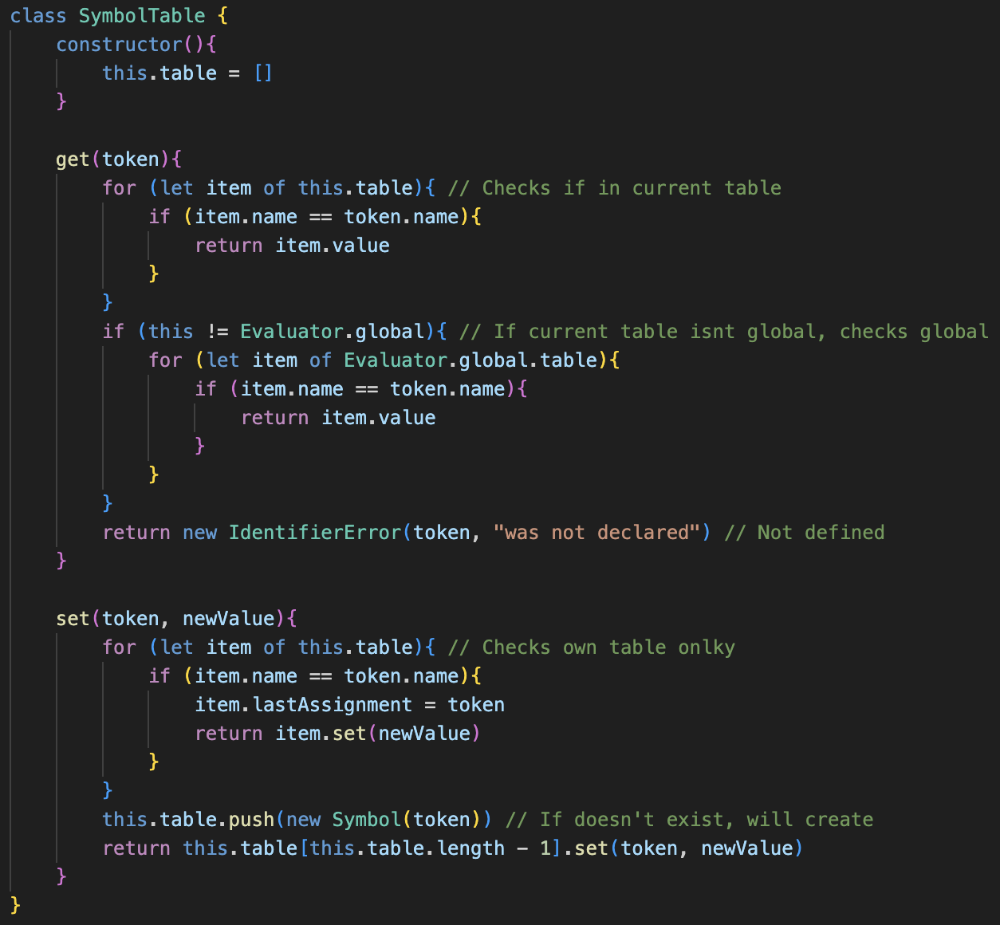 class SymbolTable {
    constructor(){
        this.table = []
    }

    get(token){
        for (let item of this.table){ // Checks if in current table
            if (item.name == token.name){
                return item.value
            }
        }
        if (this != Evaluator.global){ // If current table isnt global, checks global
            for (let item of Evaluator.global.table){
                if (item.name == token.name){
                    return item.value
                }
            }
        }
        return new IdentifierError(token, "was not declared") // Not defined
    }

    set(token, newValue){
        for (let item of this.table){ // Checks own table onlky
            if (item.name == token.name){
                item.lastAssignment = token
                return item.set(newValue)
            }
        }
        this.table.push(new Symbol(token)) // If doesn't exist, will create
        return this.table[this.table.length - 1].set(token, newValue)
    }
}